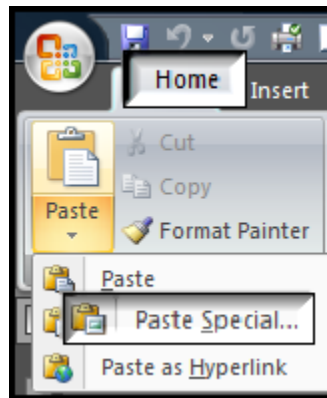 Home
Insert
Cut
Copy
Paste
Format Painter
Paste
Paste Special...
Paste as Hyperlink